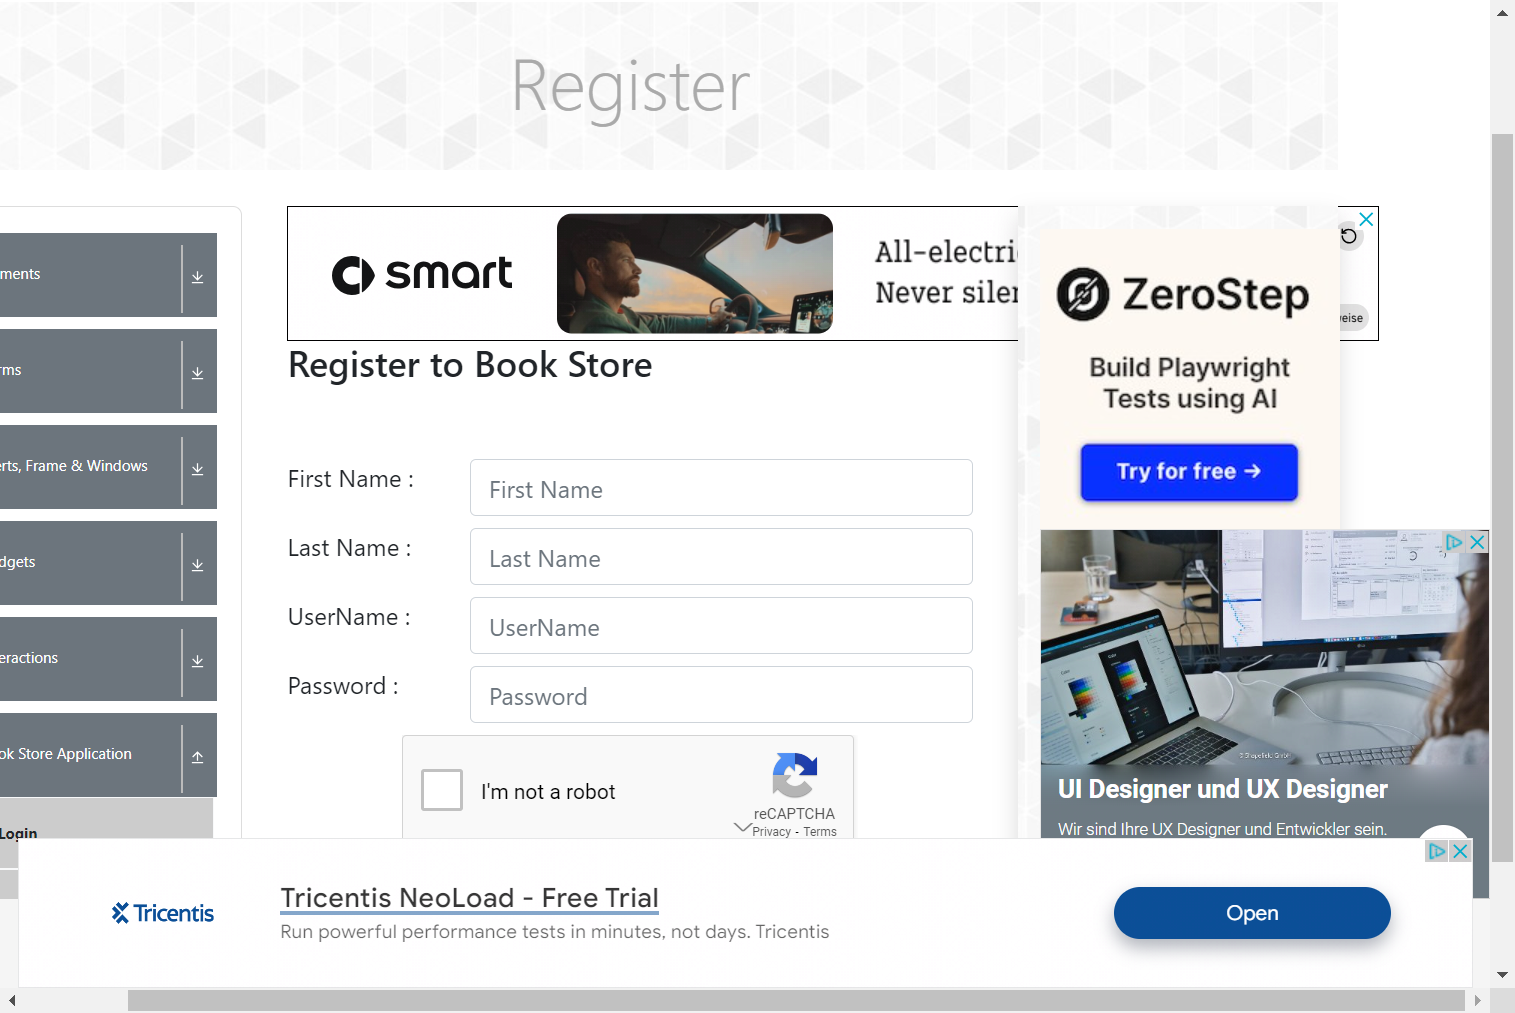 Register
smart
All-electri
Never siler
eise
ZeroStep
Build Playwright
Tests using AI
Try for free →
Register to Book Store
ments
rms
erts, Frame & Windows
dgets
eractions
ok Store Application
Login
First Name :
First Name
Last Name :
Last Name
UserName :
UserName
Password :
Password
I'm not a robot
reCAPTCHA
Privacy - Terms
© Shapefield GmbH
UI Designer und UX Designer
Wir sind Ihre UX Designer und Entwickler sein.
Tricentis
Tricentis NeoLoad - Free Trial
Run powerful performance tests in minutes, not days. Tricentis
Open